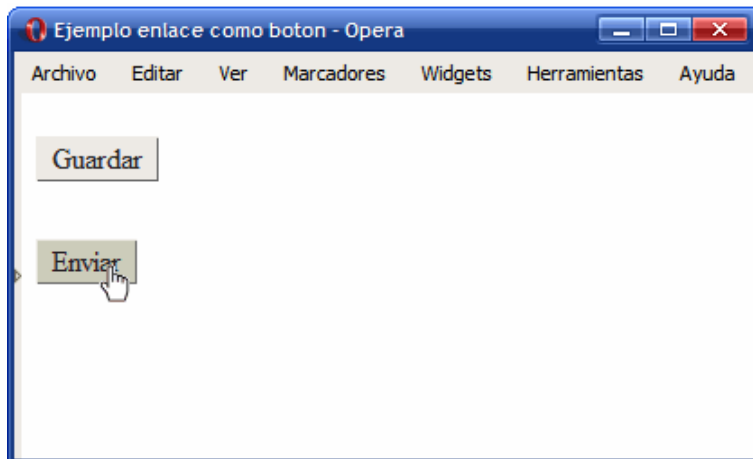 Ejemplo enlace como boton - Opera
Archivo Editar Ver Marcadores Widgets Herramientas Ayuda
Guardar
Enviar